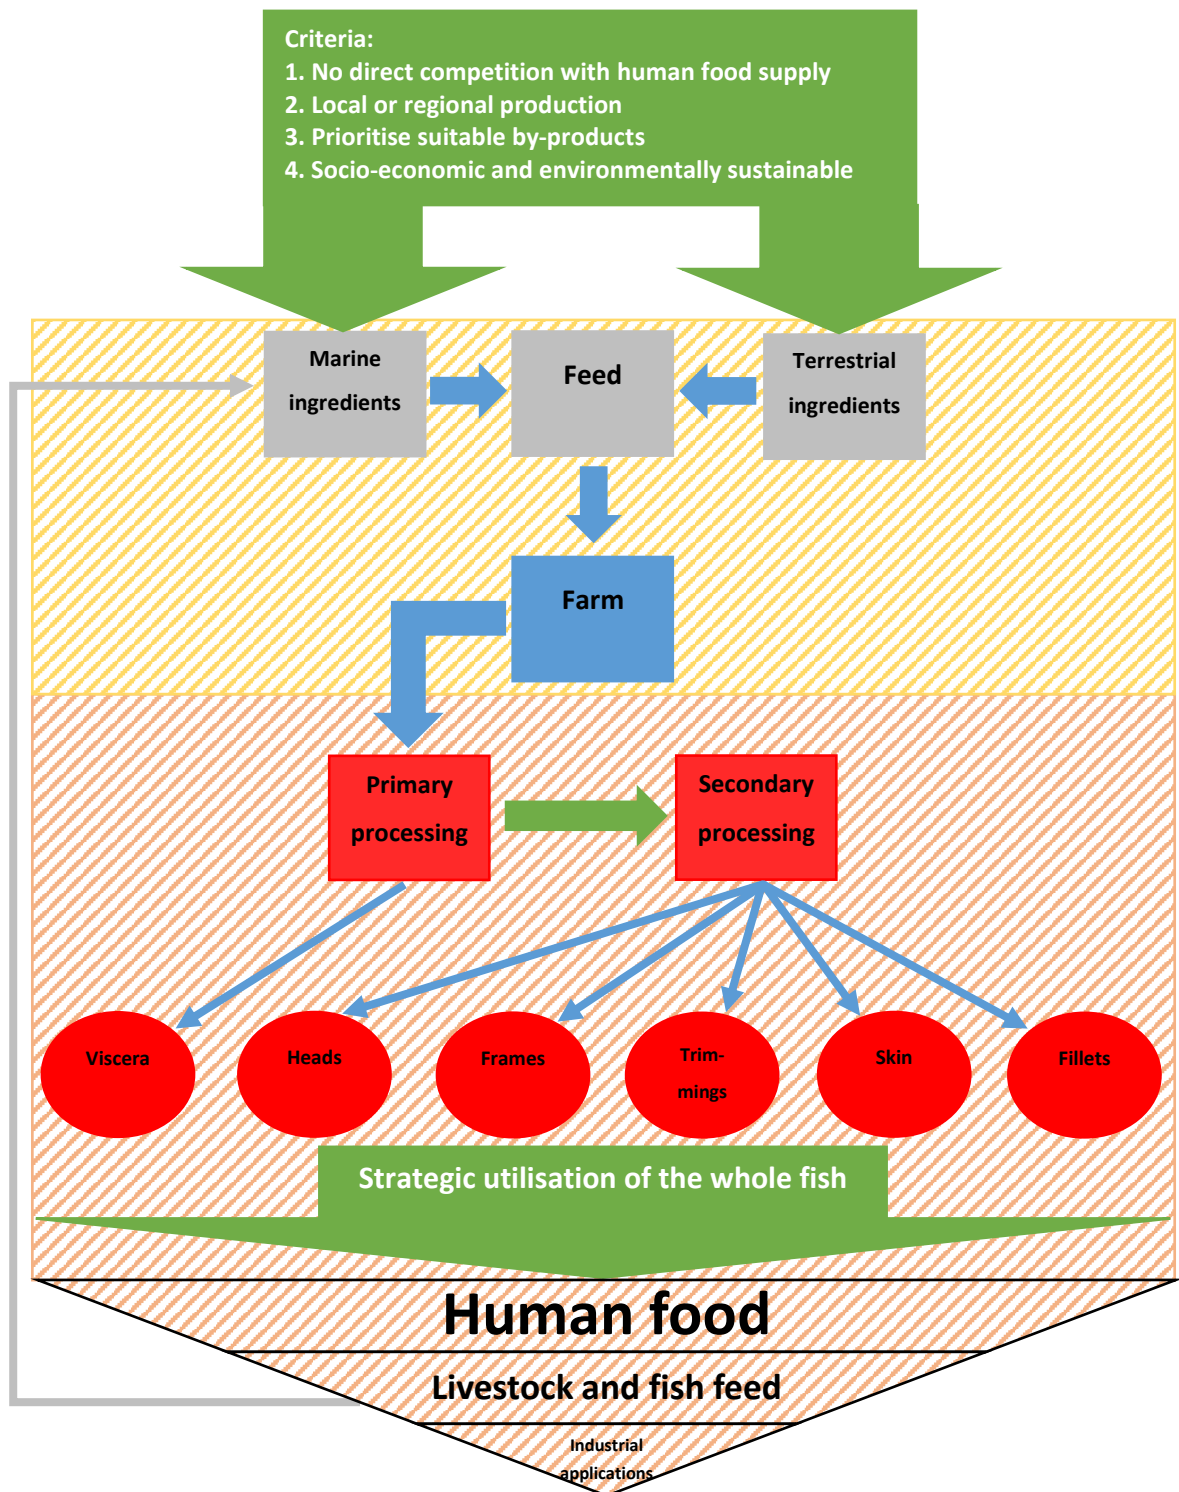 Criteria:
1. No direct competition with human food supply
2. Local or regional production
3. Prioritise suitable by-products
4. Socio-economic and environmentally sustainable
Marine
ingredients
Feed
Terrestrial
ingredients
Farm
Primary
processing
Secondary
processing
Viscera
Heads
Frames
Trim-
mings
Skin
Fillets
Strategic utilisation of the whole fish
Human food
Livestock and fish feed
Industrial
applications